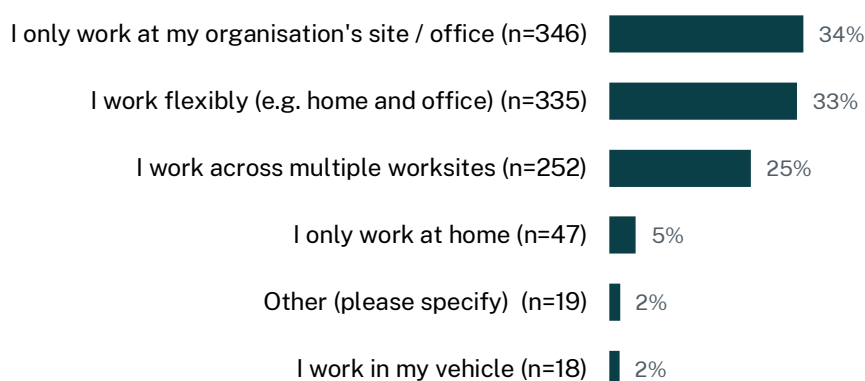 I only work at my organisation's site / office (n=346) 34%
I work flexibly (e.g. home and office) (n=335) 33%
I work across multiple worksites (n=252) 25%
I only work at home (n=47) 5%
Other (please specify)  (n=19) 2%
I work in my vehicle (n=18) 2%